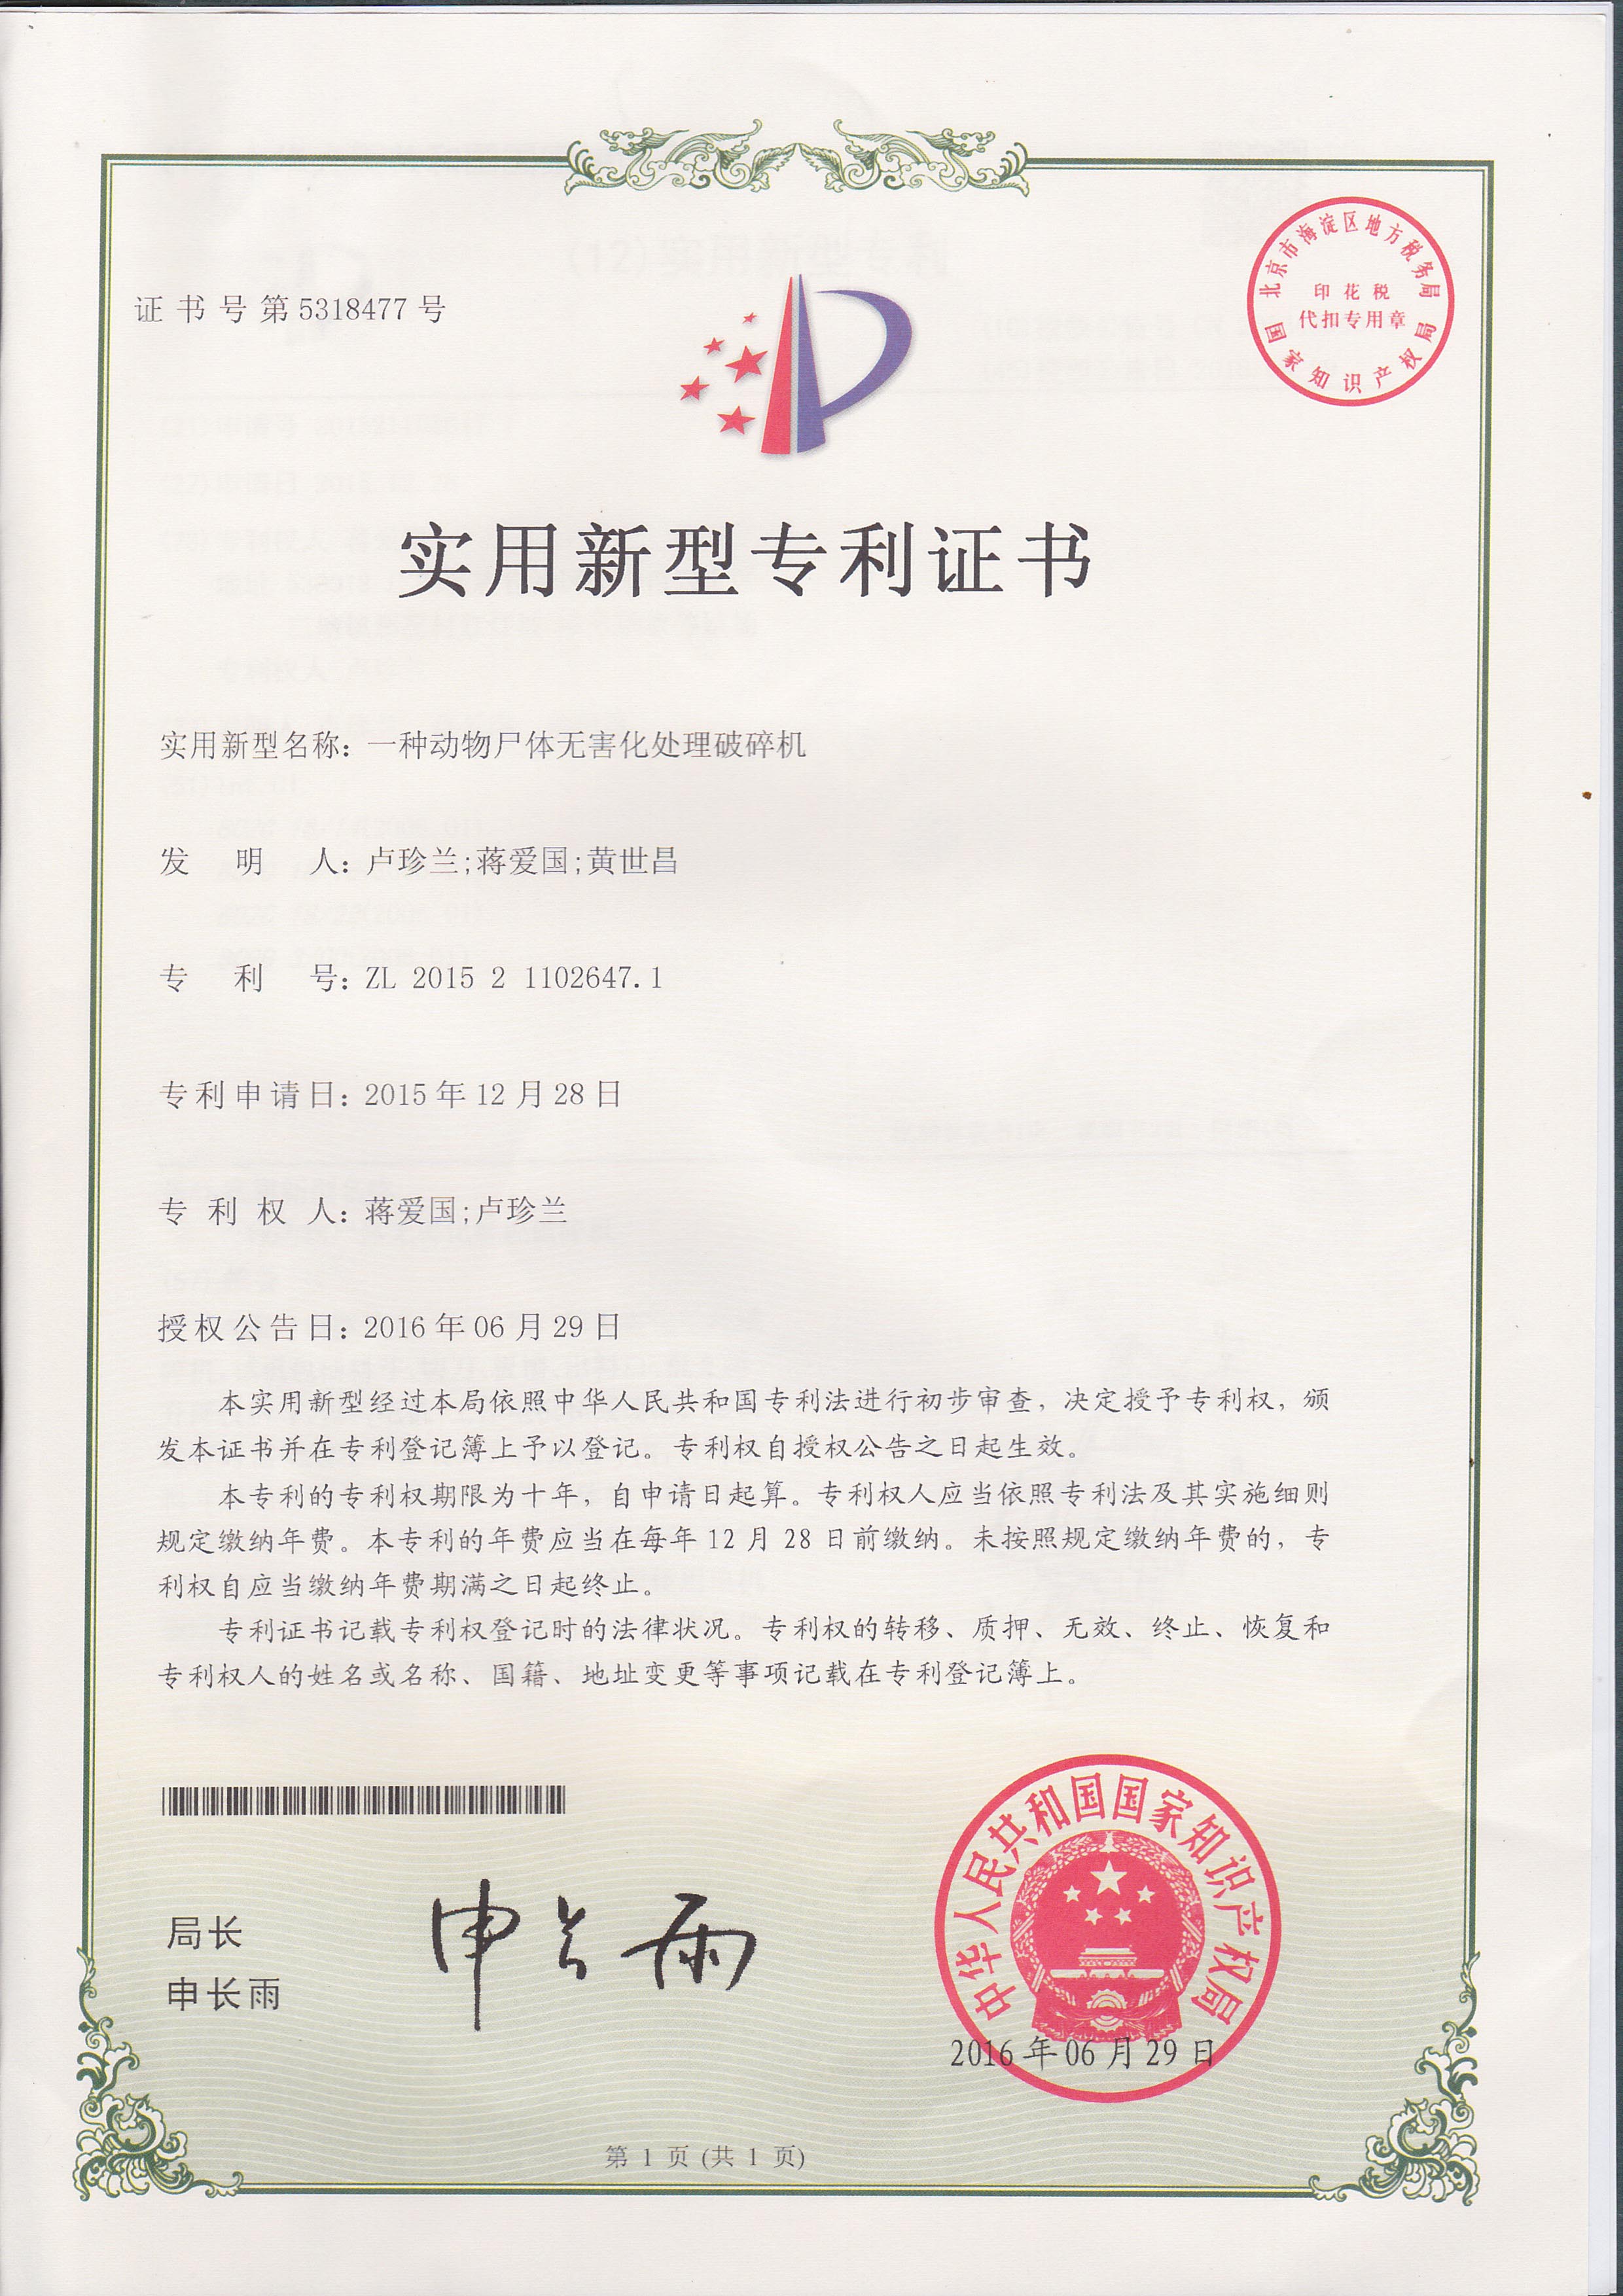 证书号第5318477号
北京市海淀区地方税务局
印花税
代扣专用章
国家知识产权局
实用新型专利证书
实用新型名称：一种动物尸体无害化处理破碎机
发明人：卢珍兰;蒋爱国;黄世昌
专利号：ZL 2015 2 1102647.1
专利申请日：2015年12月28日
专利权人：蒋爱国;卢珍兰
授权公告日：2016年06月29日
本实用新型经过本局依照中华人民共和国专利法进行初步审查，决定授予专利权，颁
发本证书并在专利登记簿上予以登记。专利权自授权公告之日起生效。
本专利的专利权期限为十年，自申请日起算。专利权人应当依照专利法及其实施细则
规定缴纳年费。本专利的年费应当在每年12月28日前缴纳。未按照规定缴纳年费的，专
利权自应当缴纳年费期满之日起终止。
专利证书记载专利权登记时的法律状况。专利权的转移、质押、无效、终止、恢复和
专利权人的姓名或名称、国籍、地址变更等事项记载在专利登记簿上。
局长
申长雨
申长雨
中华人民共和国国家知识产权局
2016年06月29日
第 1 页 (共 1 页)